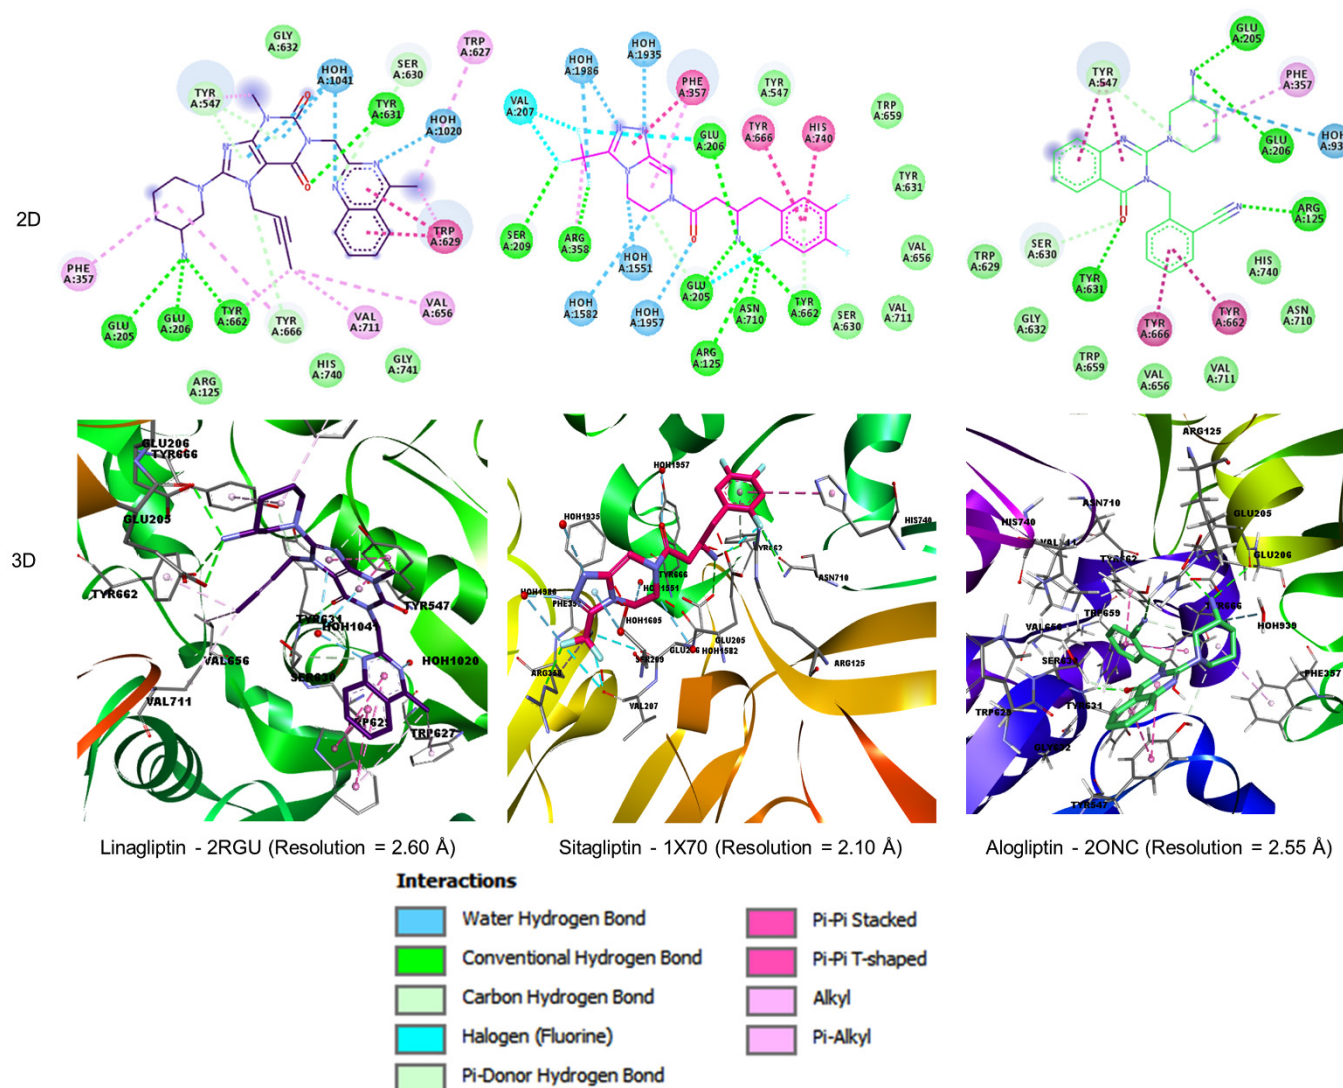 2D
GLY A:632
TYR A:547
HOH A:1041
SER A:630
TRP A:627
TYR A:631
HOH A:1020
TRP A:629
PHE A:357
GLU A:205
GLU A:206
TYR A:662
TYR A:666
VAL A:711
VAL A:656
ARG A:125
HIS A:740
GLY A:741
HOH A:1986
HOH A:1935
VAL A:207
PHE A:357
TYR A:547
TRP A:659
GLU A:206
TYR A:666
HIS A:740
TYR A:631
SER A:209
ARG A:358
HOH A:1551
VAL A:656
HOH A:1582
HOH A:1957
GLU A:205
ASN A:710
TYR A:662
SER A:630
VAL A:711
ARG A:125
GLU A:205
TYR A:547
PHE A:357
GLU A:206
ARG A:125
TRP A:629
SER A:630
TYR A:631
HIS A:740
GLY A:632
TYR A:666
TYR A:662
ASN A:710
TRP A:659
VAL A:656
VAL A:711
3D
GLU206
TYR666
GLU205
TYR662
TYR547
TYR631
HOH1041
HOH1020
VAL656
SER630
VAL711
TRP627
HOH1957
HOH1935
HIS740
ASN710
TYR666
HOH1605
GLU205
HOH1582
SER209
ARG125
VAL207
ARG125
ASN710
GLU205
HIS740
GLU206
TYR662
HOH939
PHE357
TYR631
TYR547
Linagliptin - 2RGU (Resolution = 2.60 Å)
Sitagliptin - 1X70 (Resolution = 2.10 Å)
Alogliptin - 2ONC (Resolution = 2.55 Å)
Interactions
Water Hydrogen Bond
Conventional Hydrogen Bond
Carbon Hydrogen Bond
Halogen (Fluorine)
Pi-Donor Hydrogen Bond
Pi-Pi Stacked
Pi-Pi T-shaped
Alkyl
Pi-Alkyl